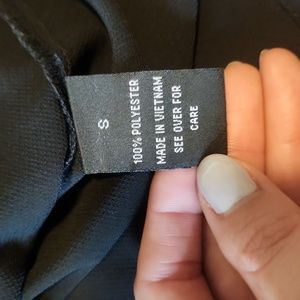 S
100% POLYESTER
MADE IN VIETNAM
SEE OVER FOR
CARE